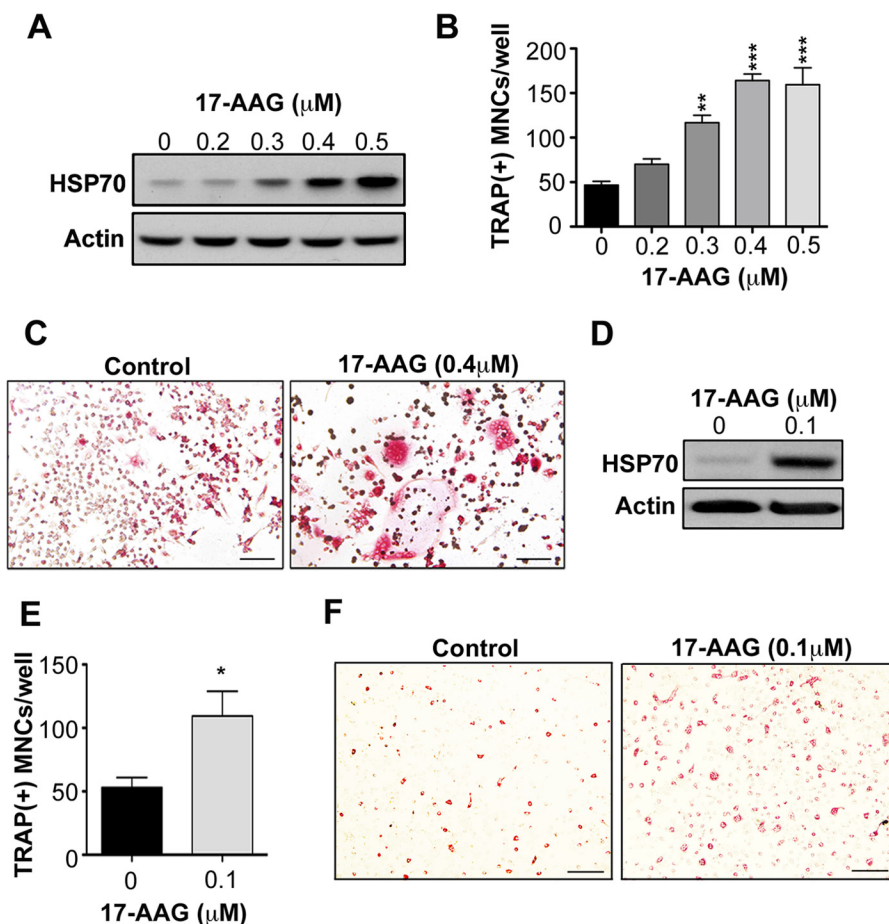 A
17-AAG (μM)
0 0.2 0.3 0.4 0.5
HSP70
Actin
B
TRAP(+) MNCs/well
200
150
100
50
0
**
***
***
0 0.2 0.3 0.4 0.5
17-AAG (μM)
C
Control
17-AAG (0.4μM)
D
17-AAG (μM)
0 0.1
HSP70
Actin
E
TRAP(+) MNCs/well
150
100
50
0
*
0 0.1
17-AAG (μM)
F
Control
17-AAG (0.1μM)